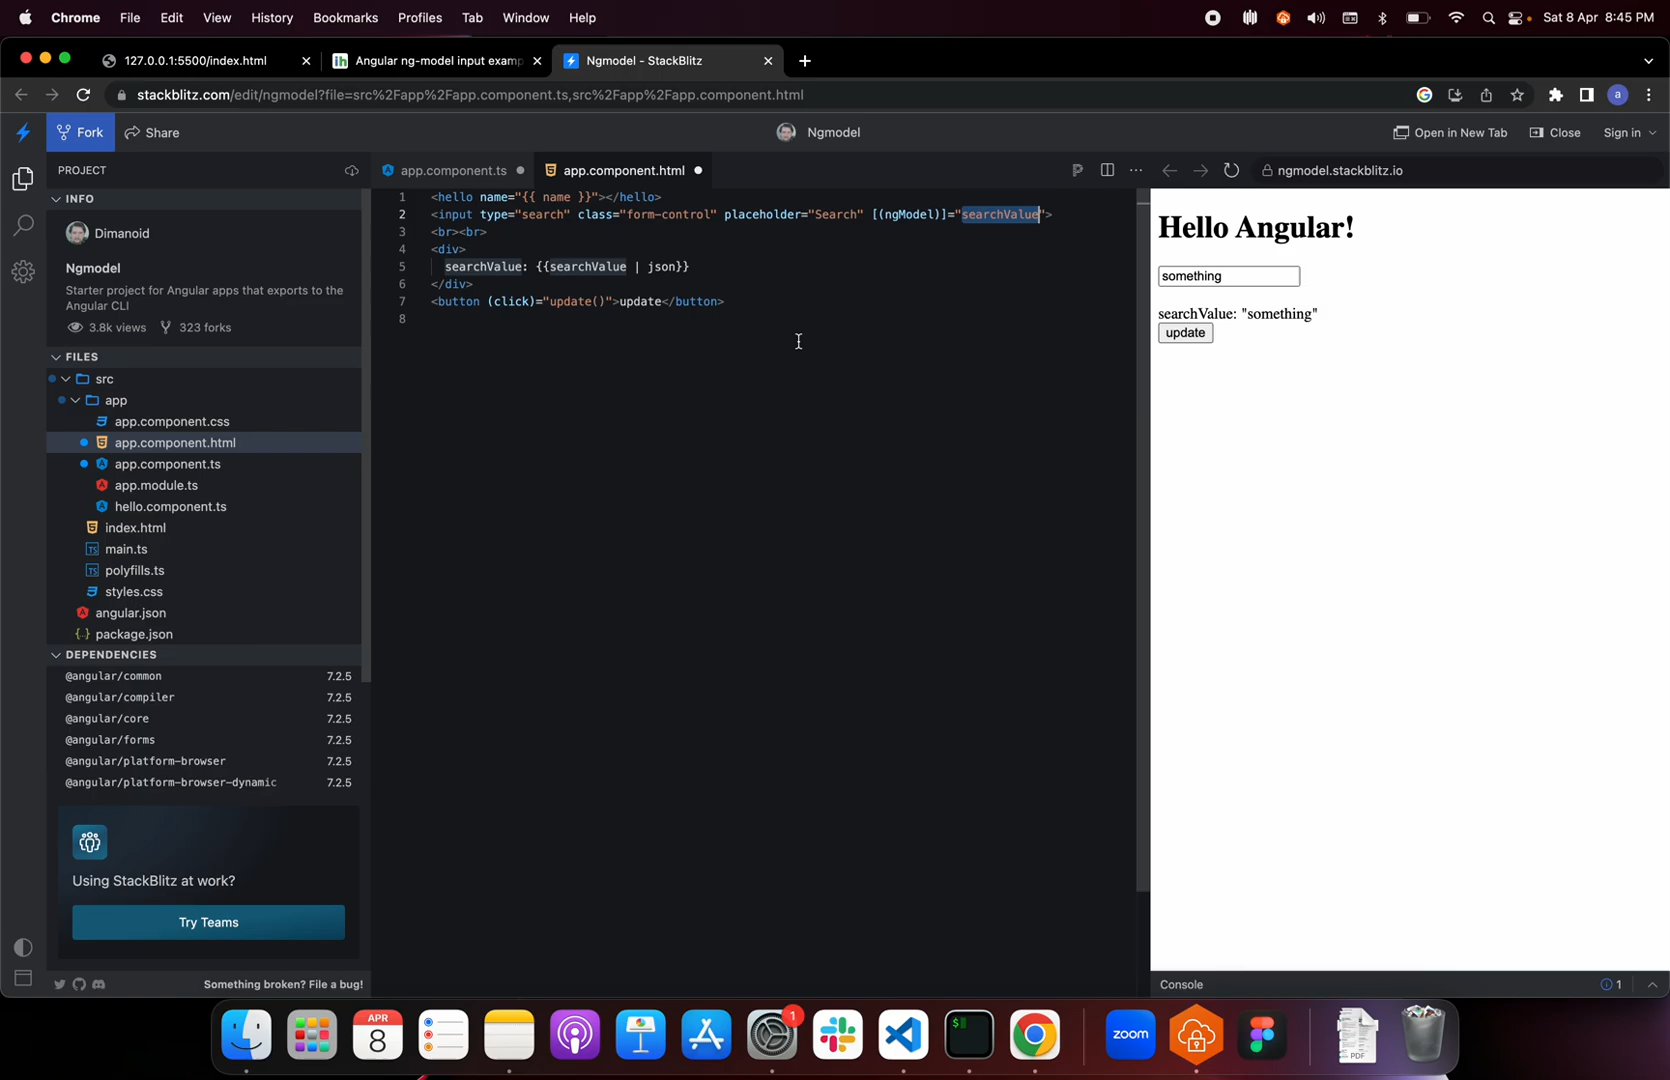 Chrome File Edit View History Bookmarks Profiles Tab Window Help Sat 8 Apr 8:45 PM
127.0.0.1:5500/index.html Angular ng-model input examp Ngmodel - StackBlitz
stackblitz.com/edit/ngmodel?file=src%2Fapp%2Fapp.component.ts,src%2Fapp%2Fapp.component.html a
Fork Share Ngmodel Open in New Tab Close Sign in
PROJECT app.component.ts app.component.html ngmodel.stackblitz.io
INFO
Dimanoid
Ngmodel
Starter project for Angular apps that exports to the
Angular CLI
3.8k views 323 forks
FILES
src
app
app.component.css
app.component.html
app.component.ts
app.module.ts
hello.component.ts
index.html
main.ts
polyfills.ts
styles.css
angular.json
package.json
DEPENDENCIES
@angular/common 7.2.5
@angular/compiler 7.2.5
@angular/core 7.2.5
@angular/forms 7.2.5
@angular/platform-browser 7.2.5
@angular/platform-browser-dynamic 7.2.5
Using StackBlitz at work?
Try Teams
Something broken? File a bug!
1 <hello name="{{ name }}"></hello>
2 <input type="search" class="form-control" placeholder="Search" [(ngModel)]="searchValue">
3 <br><br>
4 <div>
5 searchValue: {{searchValue | json}}
6 </div>
7 <button (click)="update()">update</button>
8
Hello Angular!
something
searchValue: "something"
update
Console 1
APR
8
1
$
zoom
PDF